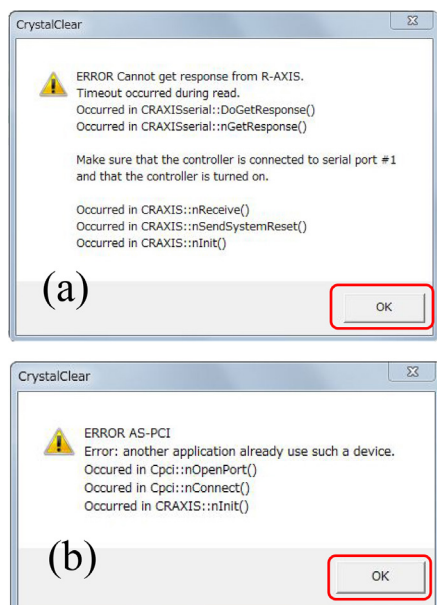 CrystalClear
ERROR Cannot get response from R-AXIS.
Timeout occurred during read.
Occurred in CRAXISserial::DoGetResponse()
Occurred in CRAXISserial::nGetResponse()
Make sure that the controller is connected to serial port #1
and that the controller is turned on.
Occurred in CRAXIS::nReceive()
Occurred in CRAXIS::nSendSystemReset()
Occurred in CRAXIS::nInit()
(a)
OK
CrystalClear
ERROR AS-PCI
Error: another application already use such a device.
Occured in Cpci::nOpenPort()
Occured in Cpci::nConnect()
Occurred in CRAXIS::nInit()
(b)
OK